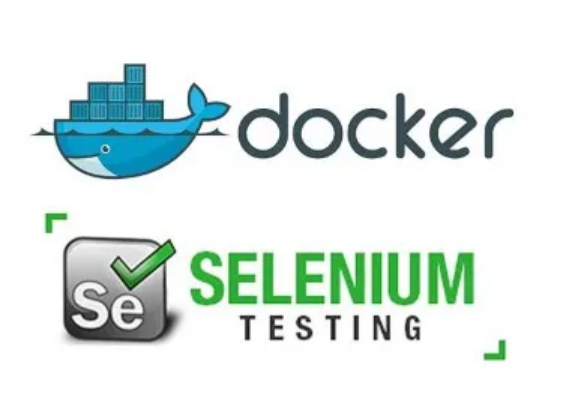 docker
Se
SELENIUM
TESTING